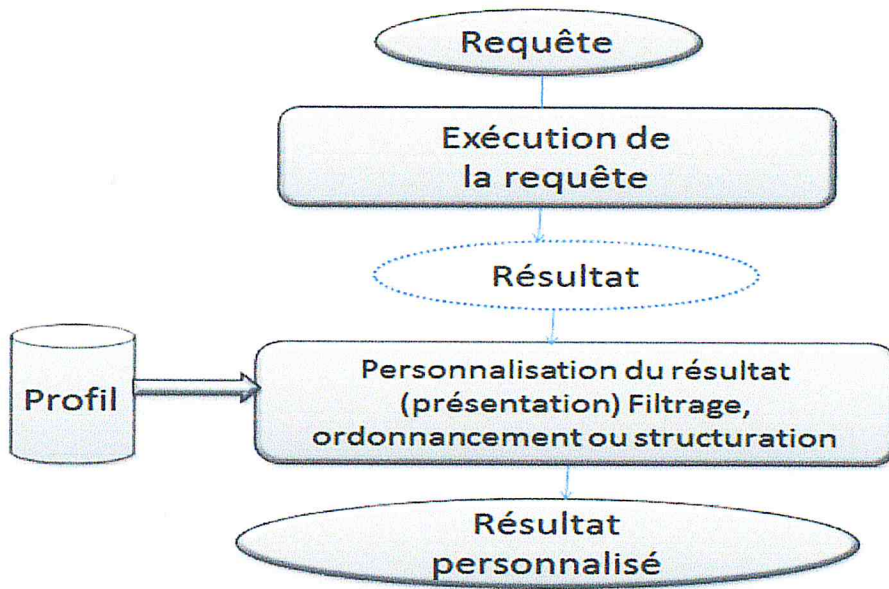 Requête
Exécution de
la requête
Résultat
Profil
Personnalisation du résultat
(présentation) Filtrage,
ordonnancement ou structuration
Résultat
personnalisé